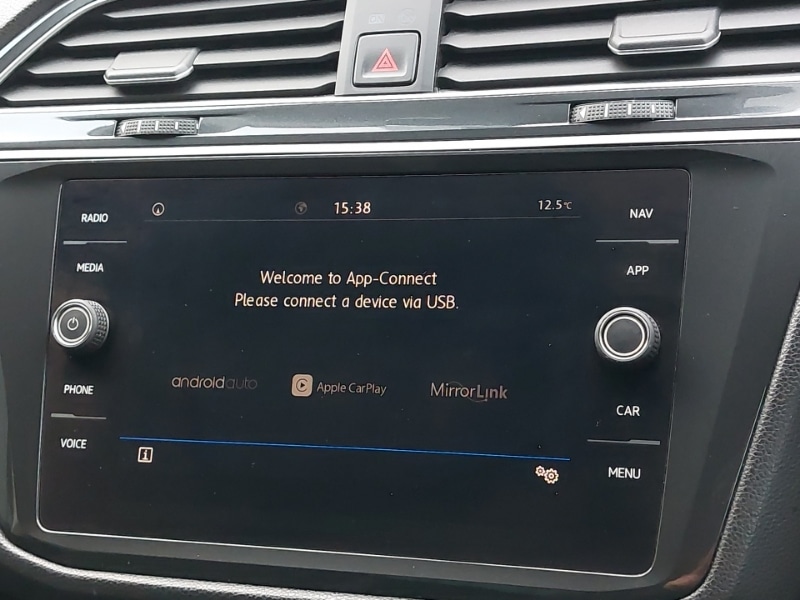 RADIO
MEDIA
PHONE
VOICE
15:38
12.5°C
Welcome to App-Connect
Please connect a device via USB.
androidauto
Apple CarPlay
MirrorLink
i
NAV
APP
CAR
MENU